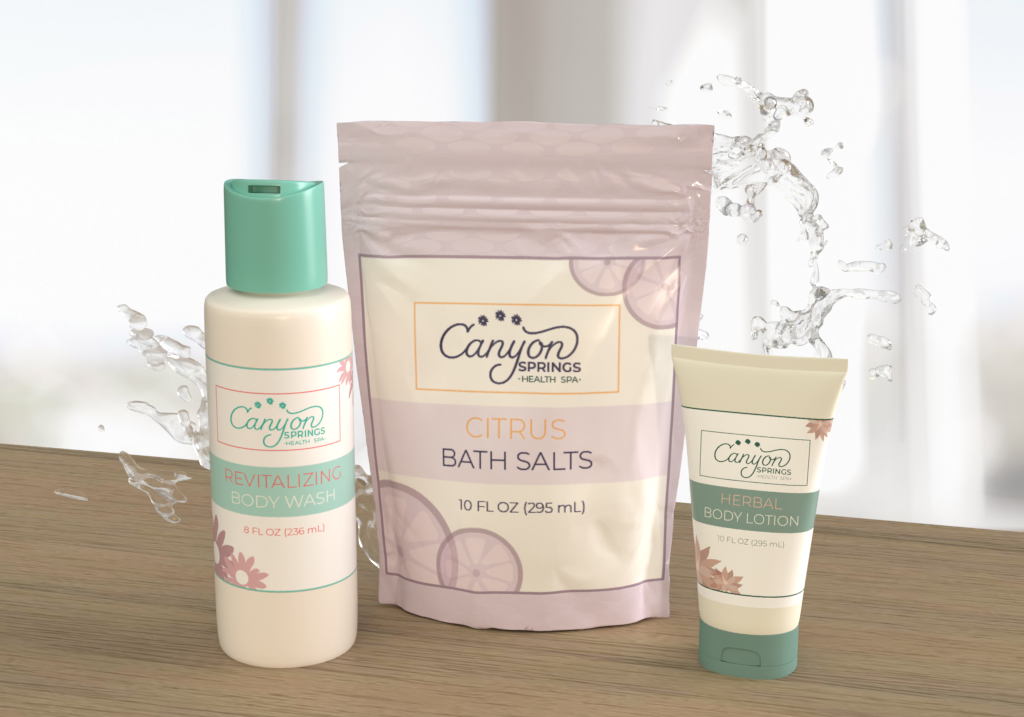 Canyon
SPRINGS
·HEALTH SPA·
REVITALIZING
BODY WASH
8 FL OZ (236 mL)
Canyon
SPRINGS
·HEALTH SPA·
CITRUS
BATH SALTS
10 FL OZ (295 mL)
Canyon
SPRINGS
·HEALTH SPA·
HERBAL
BODY LOTION
10 FL OZ (295 mL)